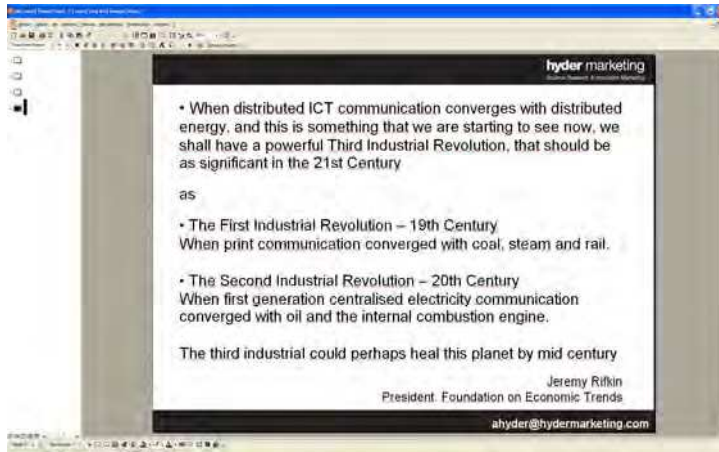 hyder marketing
• When distributed ICT communication converges with distributed
energy, and this is something that we are starting to see now, we
shall have a powerful Third Industrial Revolution, that should be
as significant in the 21st Century
as
• The First Industrial Revolution – 19th Century
When print communication converged with coal, steam and rail.
• The Second Industrial Revolution – 20th Century
When first generation centralised electricity communication
converged with oil and the internal combustion engine.
The third industrial could perhaps heal this planet by mid century
Jeremy Rifkin
President. Foundation on Economic Trends
ahyder@hydermarketing.com